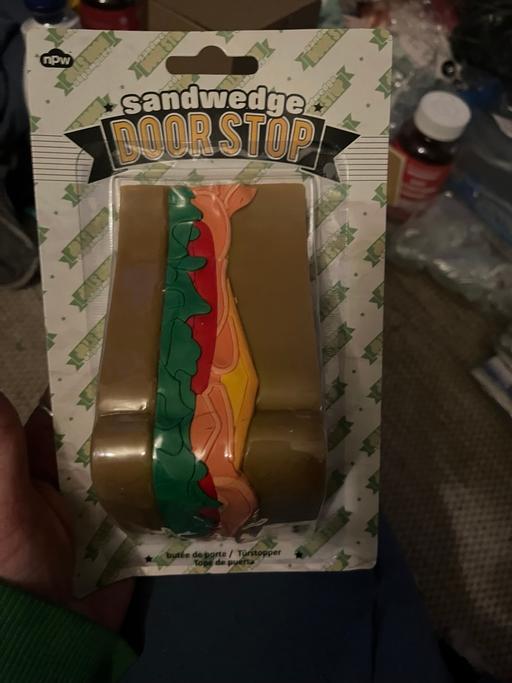 npw
sandwedge
DOOR STOP
butée de porte / Türstopper
Tope de puerta